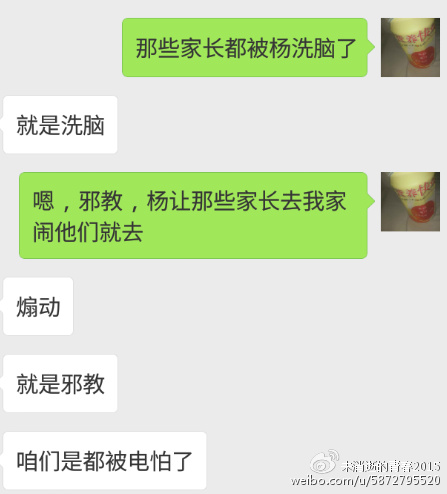 那些家长都被杨洗脑了
就是洗脑
嗯，邪教，杨让那些家长去我家
闹他们就去
煽动
就是邪教
咱们是都被电怕了
weibo.com/u/5872795520